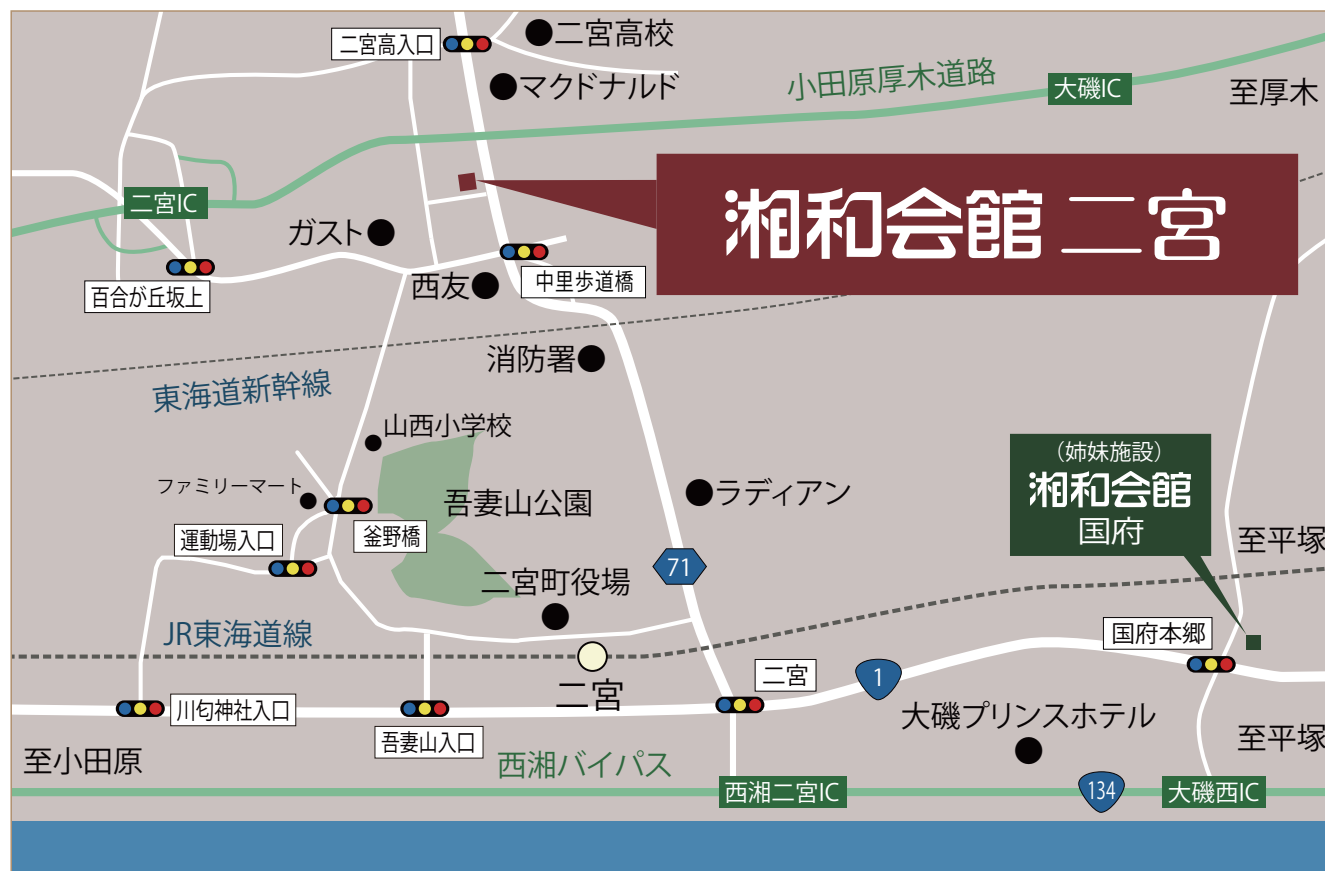 二宮高校
二宮高入口
マクドナルド
小田原厚木道路
大磯IC
至厚木
二宮IC
湘和会館 二宮
ガスト
百合が丘坂上
西友
中里歩道橋
消防署
東海道新幹線
山西小学校
ファミリーマート
吾妻山公園
ラディアン
(姉妹施設)
湘和会館
国府
運動場入口
釜野橋
至平塚
71
二宮町役場
JR東海道線
国府本郷
二宮
1
二宮
川匂神社入口
大磯プリンスホテル
吾妻山入口
至平塚
至小田原
西湘バイパス
西湘二宮IC
134
大磯西IC